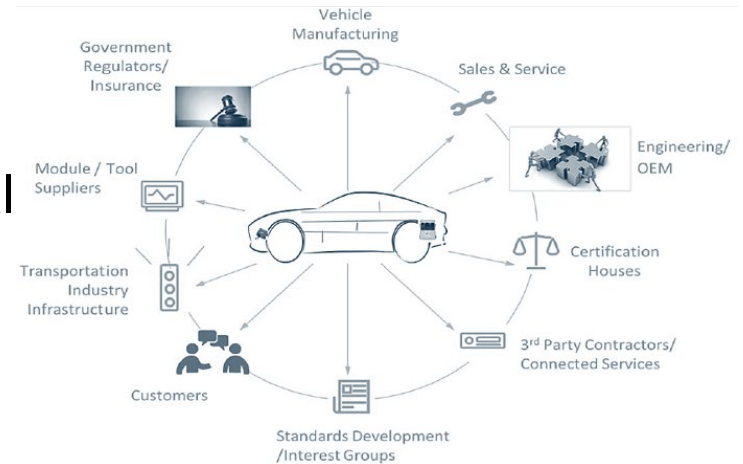 Vehicle
Manufacturing
Government
Regulators/
Insurance
Sales & Service
Engineering/
OEM
Module / Tool
Suppliers
Certification
Houses
Transportation
Industry
Infrastructure
3rd Party Contractors/
Connected Services
Customers
Standards Development
/Interest Groups